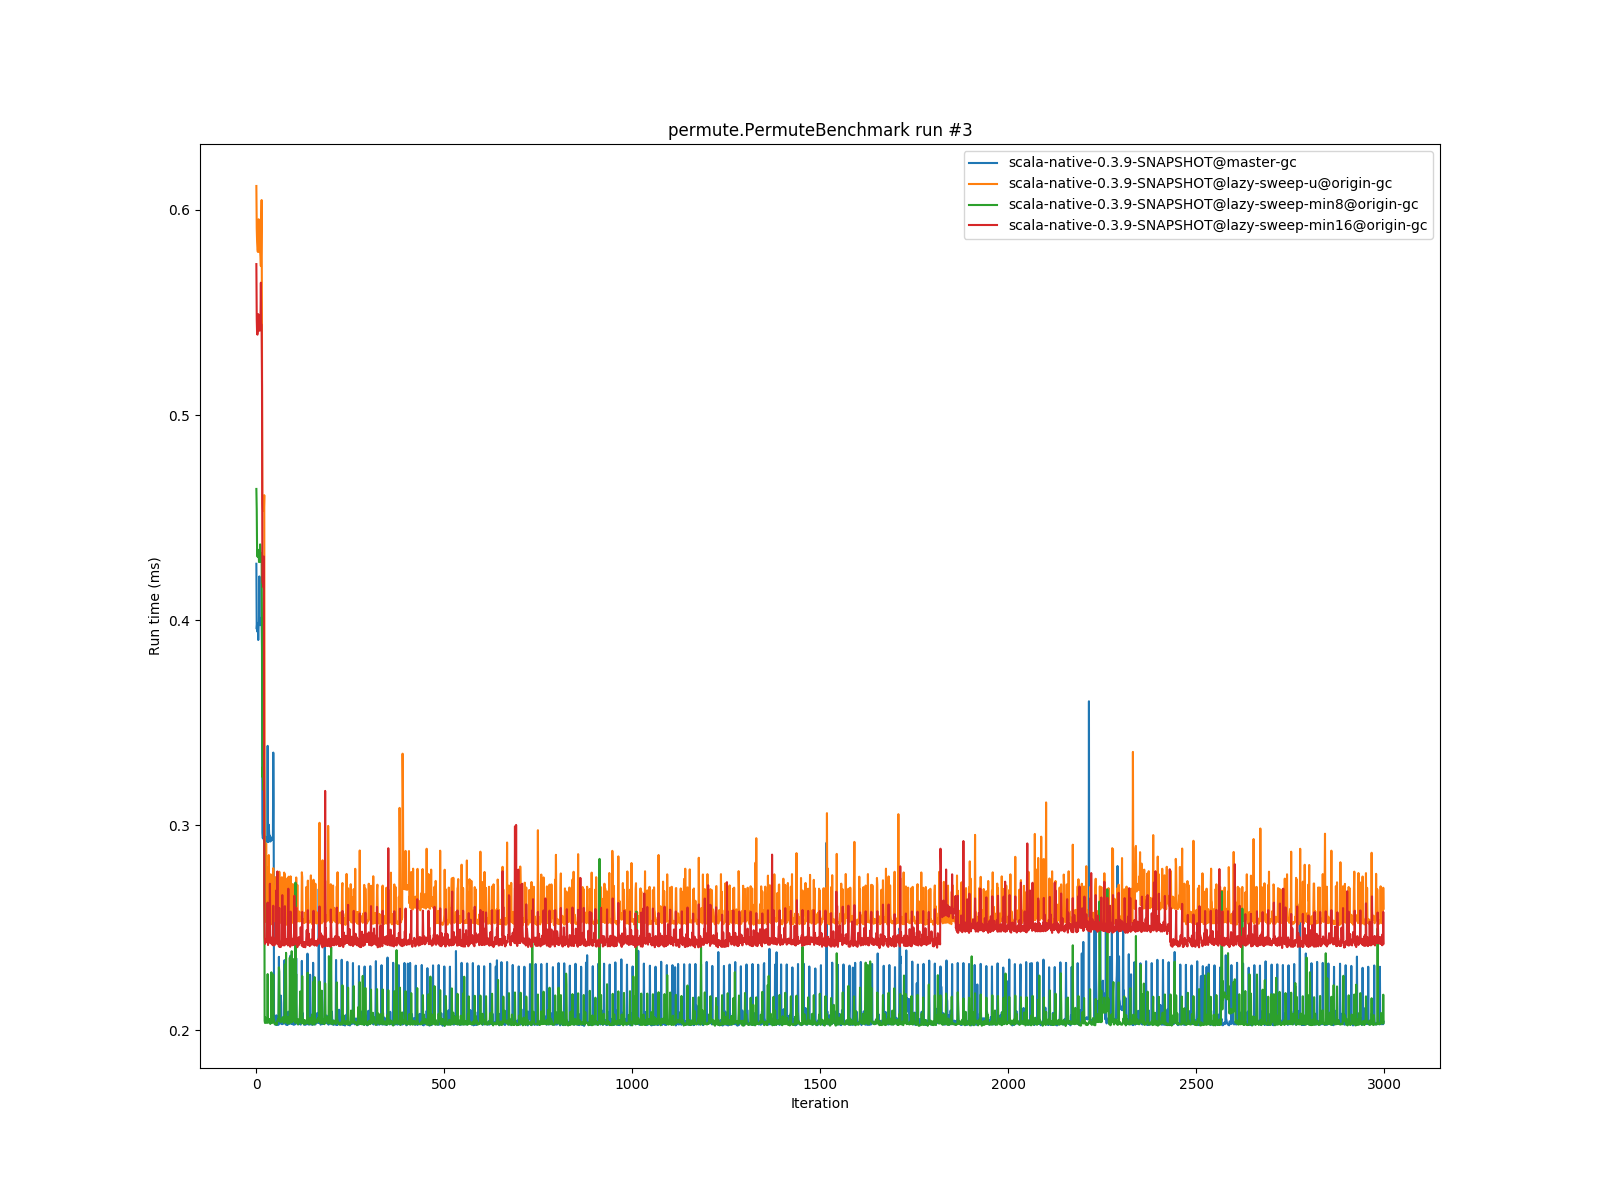 permute.PermuteBenchmark run #3
scala-native-0.3.9-SNAPSHOT@master-gc
scala-native-0.3.9-SNAPSHOT@lazy-sweep-u@origin-gc
scala-native-0.3.9-SNAPSHOT@lazy-sweep-min8@origin-gc
scala-native-0.3.9-SNAPSHOT@lazy-sweep-min16@origin-gc
0.6
0.5
0.4
0.3
0.2
Run time (ms)
0 500 1000 1500 2000 2500 3000
Iteration